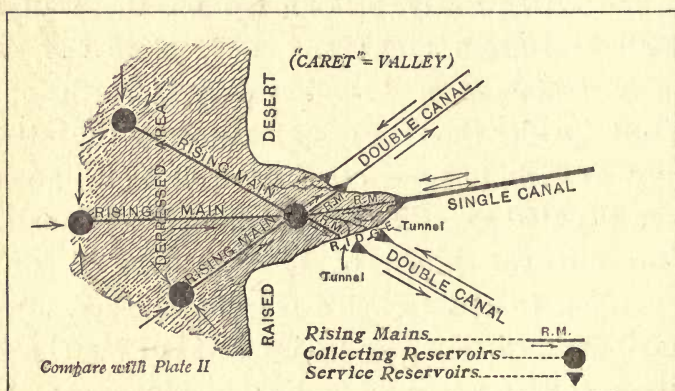 ("CARET" = VALLEY)
DESERT
DOUBLE CANAL
AREA
RISING MAIN
R.M.
R.M.
SINGLE CANAL
RISING MAIN
DEPRESSED
RISING MAIN
R.M.
RIDGE
Tunnel
Tunnel
DOUBLE CANAL
RAISED
Rising Mains R.M.
Collecting Reservoirs
Service Reservoirs
Compare with Plate II